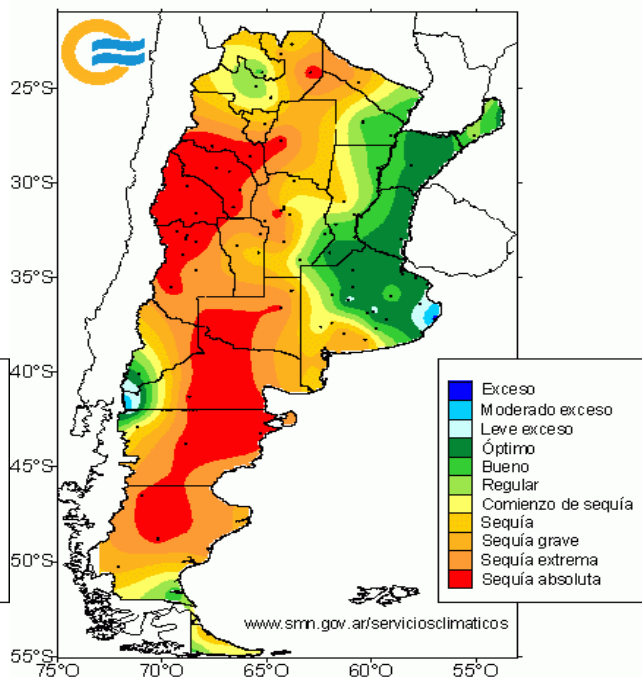 25°S
30°S
35°S
40°S
45°S
50°S
55°S
75°O
70°O
65°O
60°O
55°O
Exceso
Moderado exceso
Leve exceso
Óptimo
Bueno
Regular
Comienzo de sequía
Sequía
Sequía grave
Sequía extrema
Sequía absoluta
www.smn.gov.ar/serviciosclimaticos